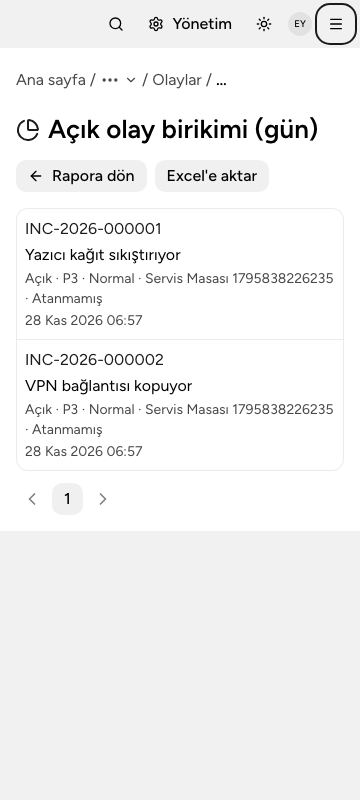 Yönetim EY
Ana sayfa / ••• / Olaylar / ...
Açık olay birikimi (gün)
Rapora dön Excel'e aktar
INC-2026-000001
Yazıcı kağıt sıkıştırıyor
Açık · P3 · Normal · Servis Masası 1795838226235
· Atanmamış
28 Kas 2026 06:57
INC-2026-000002
VPN bağlantısı kopuyor
Açık · P3 · Normal · Servis Masası 1795838226235
· Atanmamış
28 Kas 2026 06:57
1